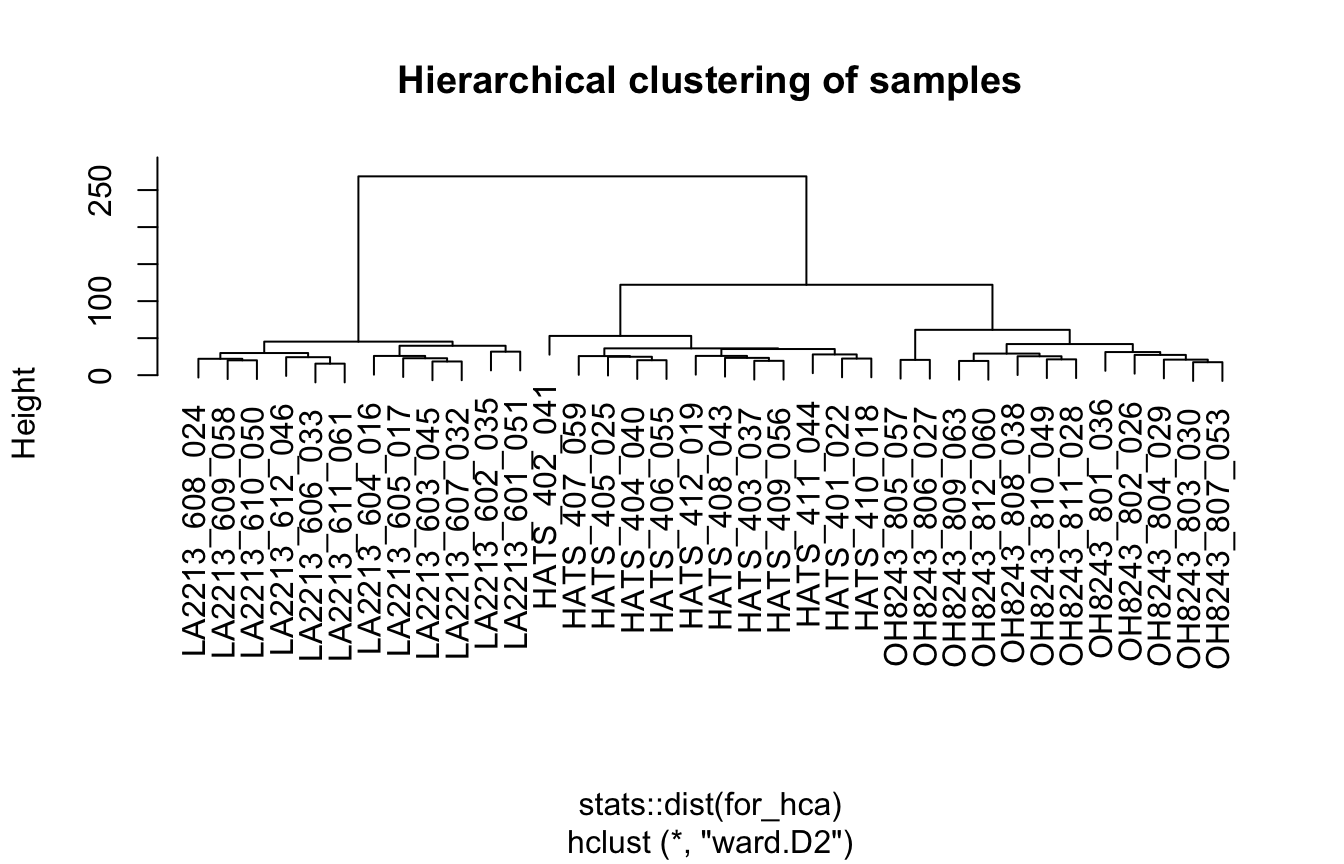 Hierarchical clustering of samples
Height
250
100
0
LA2213_608_024
LA2213_609_058
LA2213_610_050
LA2213_612_046
LA2213_606_033
LA2213_611_061
LA2213_604_016
LA2213_605_017
LA2213_603_045
LA2213_607_032
LA2213_602_035
LA2213_601_051
HATS_402_041
HATS_407_059
HATS_405_025
HATS_404_040
HATS_406_055
HATS_412_019
HATS_408_043
HATS_403_037
HATS_409_056
HATS_411_044
HATS_401_022
HATS_410_018
OH8243_805_057
OH8243_806_027
OH8243_809_063
OH8243_812_060
OH8243_808_038
OH8243_810_049
OH8243_811_028
OH8243_801_036
OH8243_802_026
OH8243_804_029
OH8243_803_030
OH8243_807_053
stats::dist(for_hca)
hclust (*, "ward.D2")